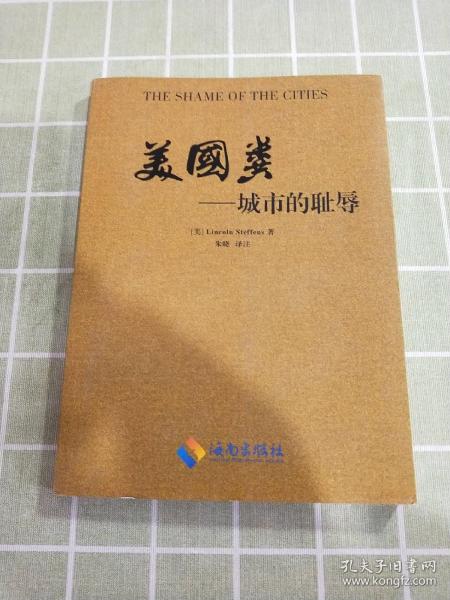 THE SHAME OF THE CITIES
美國糞
——城市的耻辱
[美] Lincoln Steffens 著
朱晓 译注
海南出版社
孔夫子旧书网
www.kongfz.com